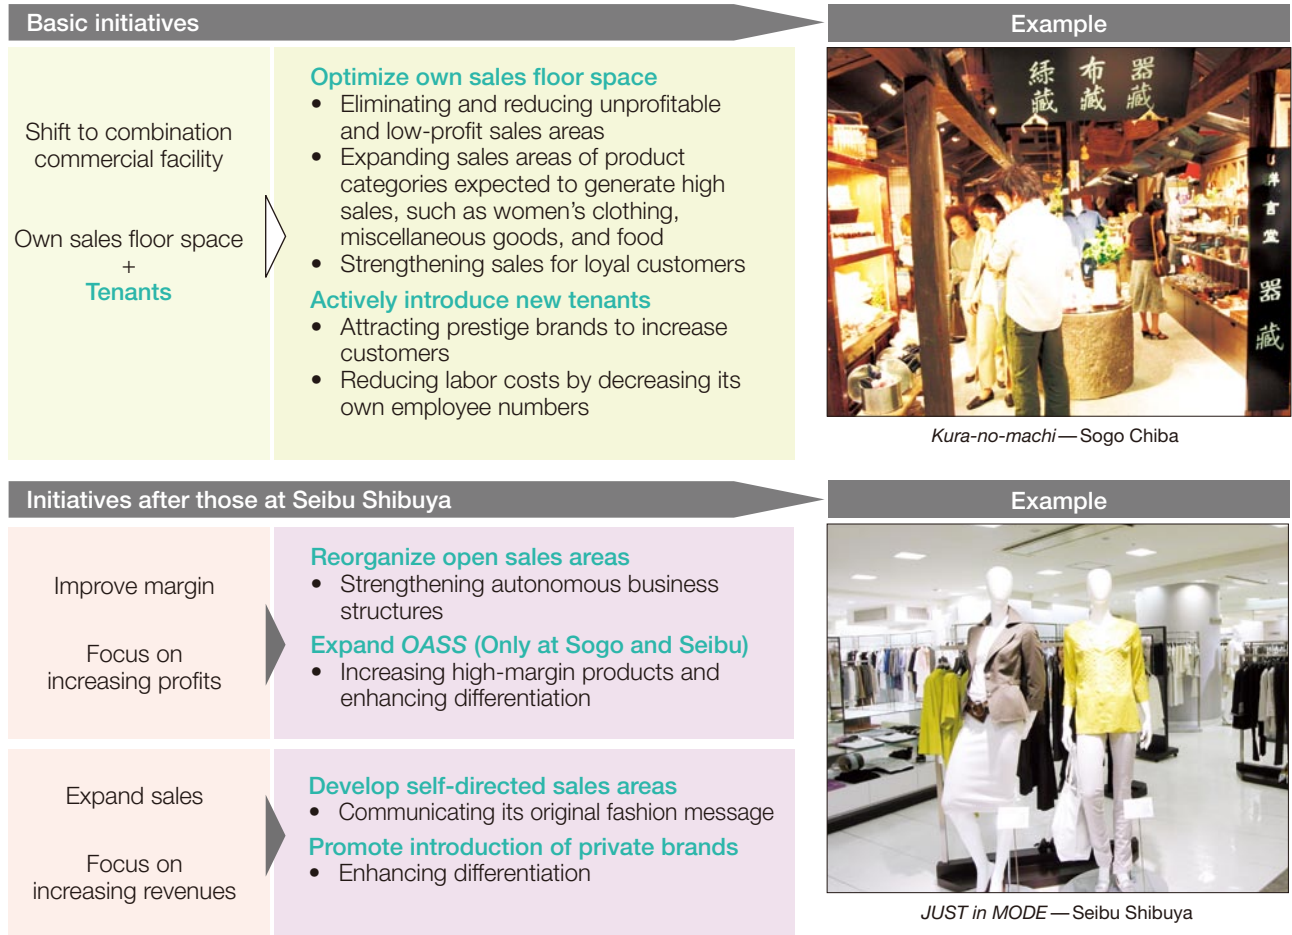 Basic initiatives
Example
Shift to combination
commercial facility
Own sales floor space
+
Tenants
Optimize own sales floor space
• Eliminating and reducing unprofitable
and low-profit sales areas
• Expanding sales areas of product
categories expected to generate high
sales, such as women's clothing,
miscellaneous goods, and food
• Strengthening sales for loyal customers
Actively introduce new tenants
• Attracting prestige brands to increase
customers
• Reducing labor costs by decreasing its
own employee numbers
緑藏
布藏
器藏
言堂
器藏
Kura-no-machi — Sogo Chiba
Initiatives after those at Seibu Shibuya
Example
Improve margin
Focus on
increasing profits
Reorganize open sales areas
• Strengthening autonomous business
structures
Expand OASS (Only at Sogo and Seibu)
• Increasing high-margin products and
enhancing differentiation
Expand sales
Focus on
increasing revenues
Develop self-directed sales areas
• Communicating its original fashion message
Promote introduction of private brands
• Enhancing differentiation
JUST in MODE — Seibu Shibuya